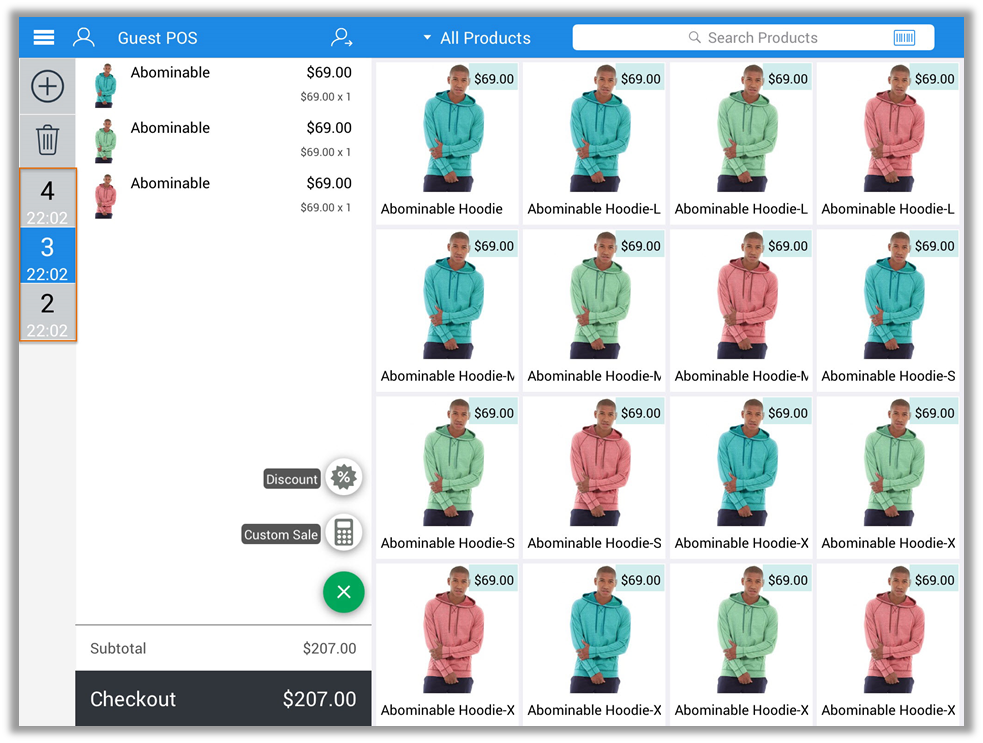 Guest POS
All Products
Search Products
4
22:02
3
22:02
2
22:02
Abominable $69.00
$69.00 x 1
Abominable $69.00
$69.00 x 1
Abominable $69.00
$69.00 x 1
Discount
%
Custom Sale
Subtotal $207.00
Checkout $207.00
$69.00 $69.00 $69.00 $69.00
Abominable Hoodie Abominable Hoodie-L Abominable Hoodie-L Abominable Hoodie-L
$69.00 $69.00 $69.00 $69.00
Abominable Hoodie-M Abominable Hoodie-M Abominable Hoodie-M Abominable Hoodie-S
$69.00 $69.00 $69.00 $69.00
Abominable Hoodie-S Abominable Hoodie-S Abominable Hoodie-X Abominable Hoodie-X
$69.00 $69.00 $69.00 $69.00
Abominable Hoodie-X Abominable Hoodie-X Abominable Hoodie-X Abominable Hoodie-X